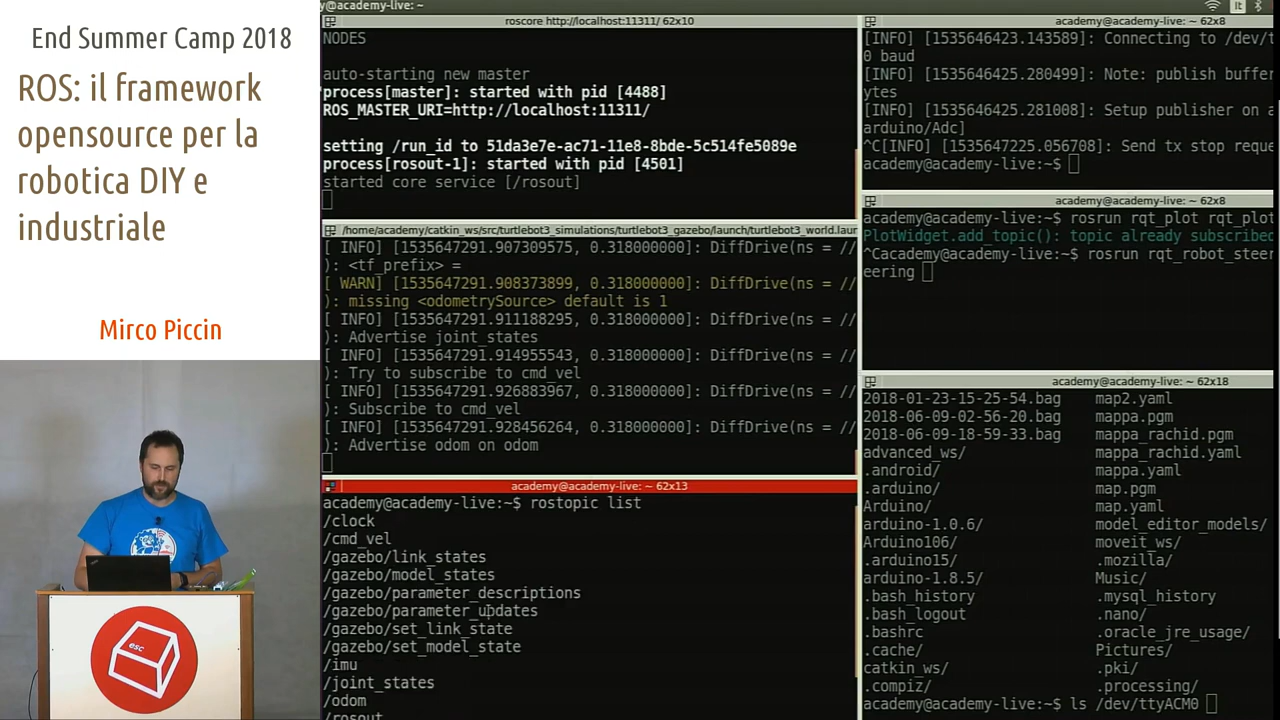 End Summer Camp 2018
ROS: il framework
opensource per la
robotica DIY e
industriale
Mirco Piccin
esc
y@academy-live: ~
It
roscore http://localhost:11311/ 62x10
NODES
auto-starting new master
process[master]: started with pid [4488]
ROS_MASTER_URI=http://localhost:11311/
setting /run_id to 51da3e7e-ac71-11e8-8bde-5c514fe5089e
process[rosout-1]: started with pid [4501]
started core service [/rosout]
/home/academy/catkin_ws/src/turtlebot3_simulations/turtlebot3_gazebo/launch/turtlebot3_world.laun
[ INFO] [1535647291.907309575, 0.318000000]: DiffDrive(ns = //
): <tf_prefix> =
[ WARN] [1535647291.908373899, 0.318000000]: DiffDrive(ns = //
): missing <odometrySource> default is 1
[ INFO] [1535647291.911188295, 0.318000000]: DiffDrive(ns = //
): Advertise joint_states
[ INFO] [1535647291.914955543, 0.318000000]: DiffDrive(ns = //
): Try to subscribe to cmd_vel
[ INFO] [1535647291.926883967, 0.318000000]: DiffDrive(ns = //
): Subscribe to cmd_vel
[ INFO] [1535647291.928456264, 0.318000000]: DiffDrive(ns = //
): Advertise odom on odom
academy@academy-live: ~ 62x13
academy@academy-live:~$ rostopic list
/clock
/cmd_vel
/gazebo/link_states
/gazebo/model_states
/gazebo/parameter_descriptions
/gazebo/parameter_updates
/gazebo/set_link_state
/gazebo/set_model_state
/imu
/joint_states
/odom
/rosout
academy@academy-live: ~ 62x8
[INFO] [1535646423.143589]: Connecting to /dev/t
0 baud
[INFO] [1535646425.280499]: Note: publish buffer
ytes
[INFO] [1535646425.281008]: Setup publisher on a
arduino/Adc]
^C[INFO] [1535647225.056708]: Send tx stop reque
academy@academy-live:~$
academy@academy-live: ~ 62x8
academy@academy-live:~$ rosrun rqt_plot rqt_plot
PlotWidget.add_topic(): topic already subscribed
^Cacademy@academy-live:~$ rosrun rqt_robot_steer
eering
academy@academy-live: ~ 62x18
2018-01-23-15-25-54.bag map2.yaml
2018-06-09-02-56-20.bag mappa.pgm
2018-06-09-18-59-33.bag mappa_rachid.pgm
advanced_ws/ mappa_rachid.yaml
.android/ mappa.yaml
.arduino/ map.pgm
Arduino/ map.yaml
arduino-1.0.6/ model_editor_models/
Arduino106/ moveit_ws/
.arduino15/ .mozilla/
arduino-1.8.5/ Music/
.bash_history .mysql_history
.bash_logout .nano/
.bashrc .oracle_jre_usage/
.cache/ Pictures/
catkin_ws/ .pki/
.compiz/ .processing/
academy@academy-live:~$ ls /dev/ttyACM0